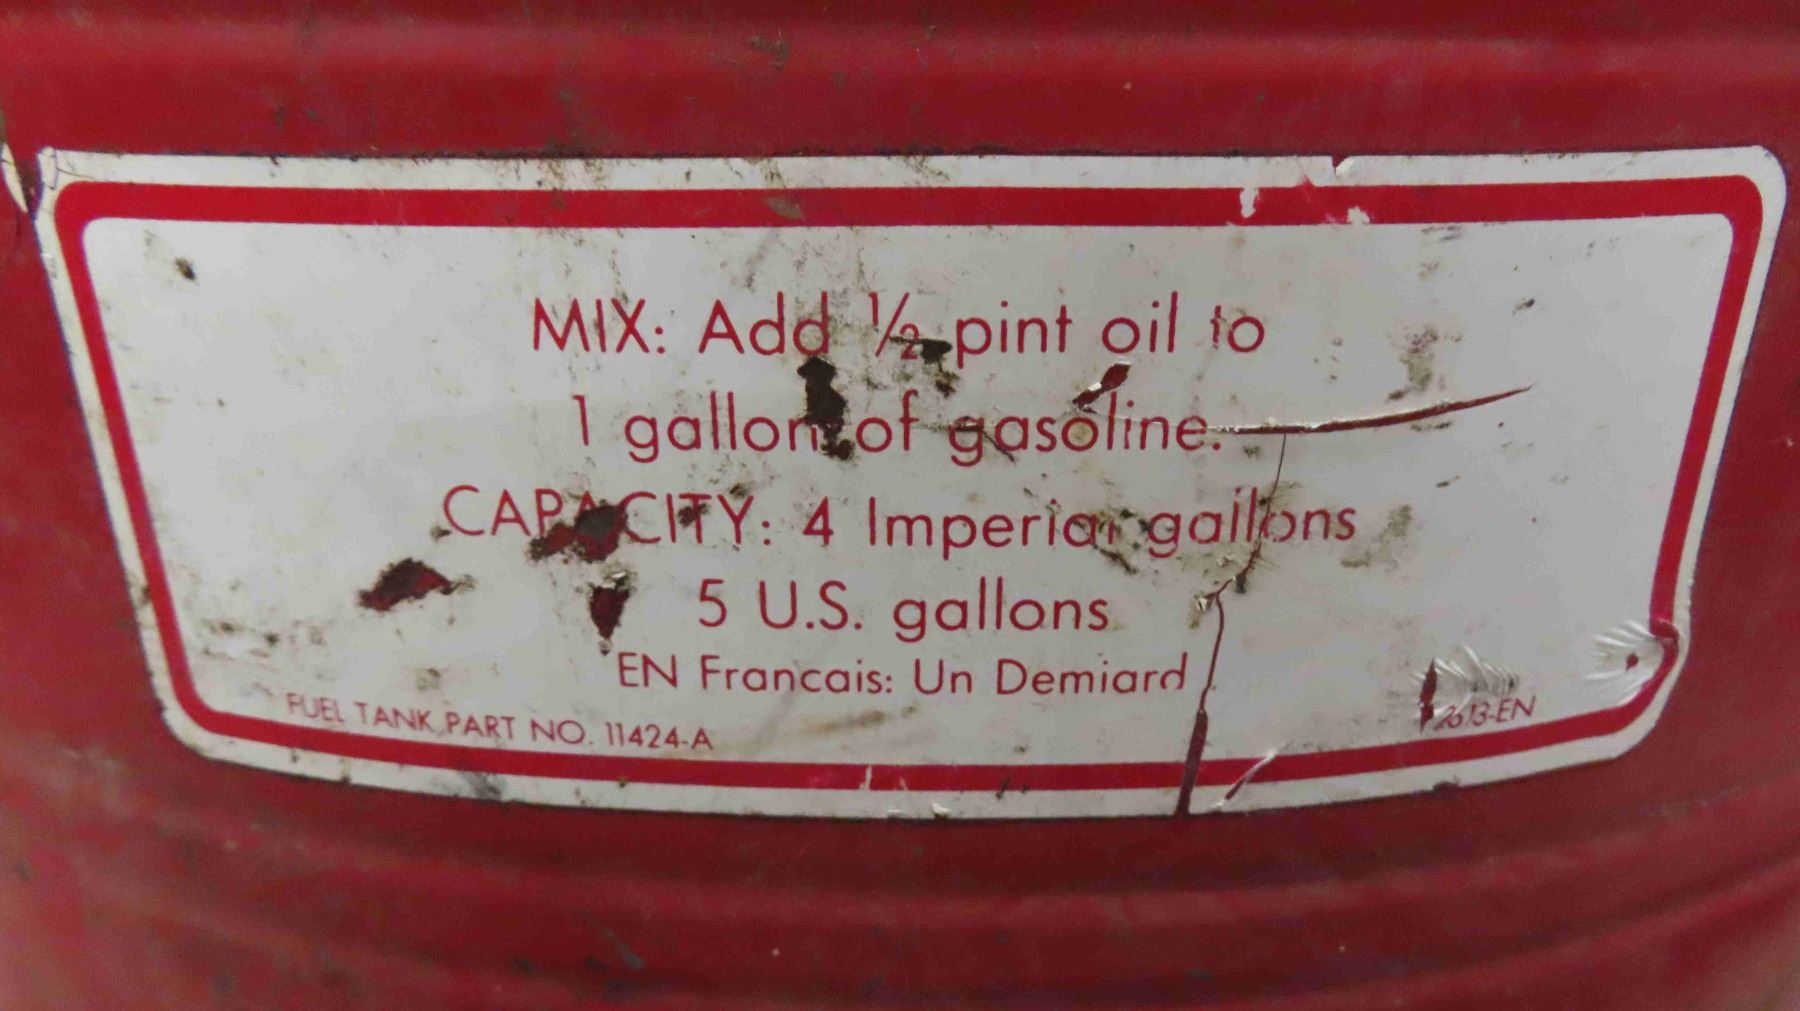 MIX: Add ½ pint oil to
1 gallon of gasoline.
CAPACITY: 4 Imperial gallons
5 U.S. gallons
EN Francais: Un Demiard
FUEL TANK PART NO. 11424-A